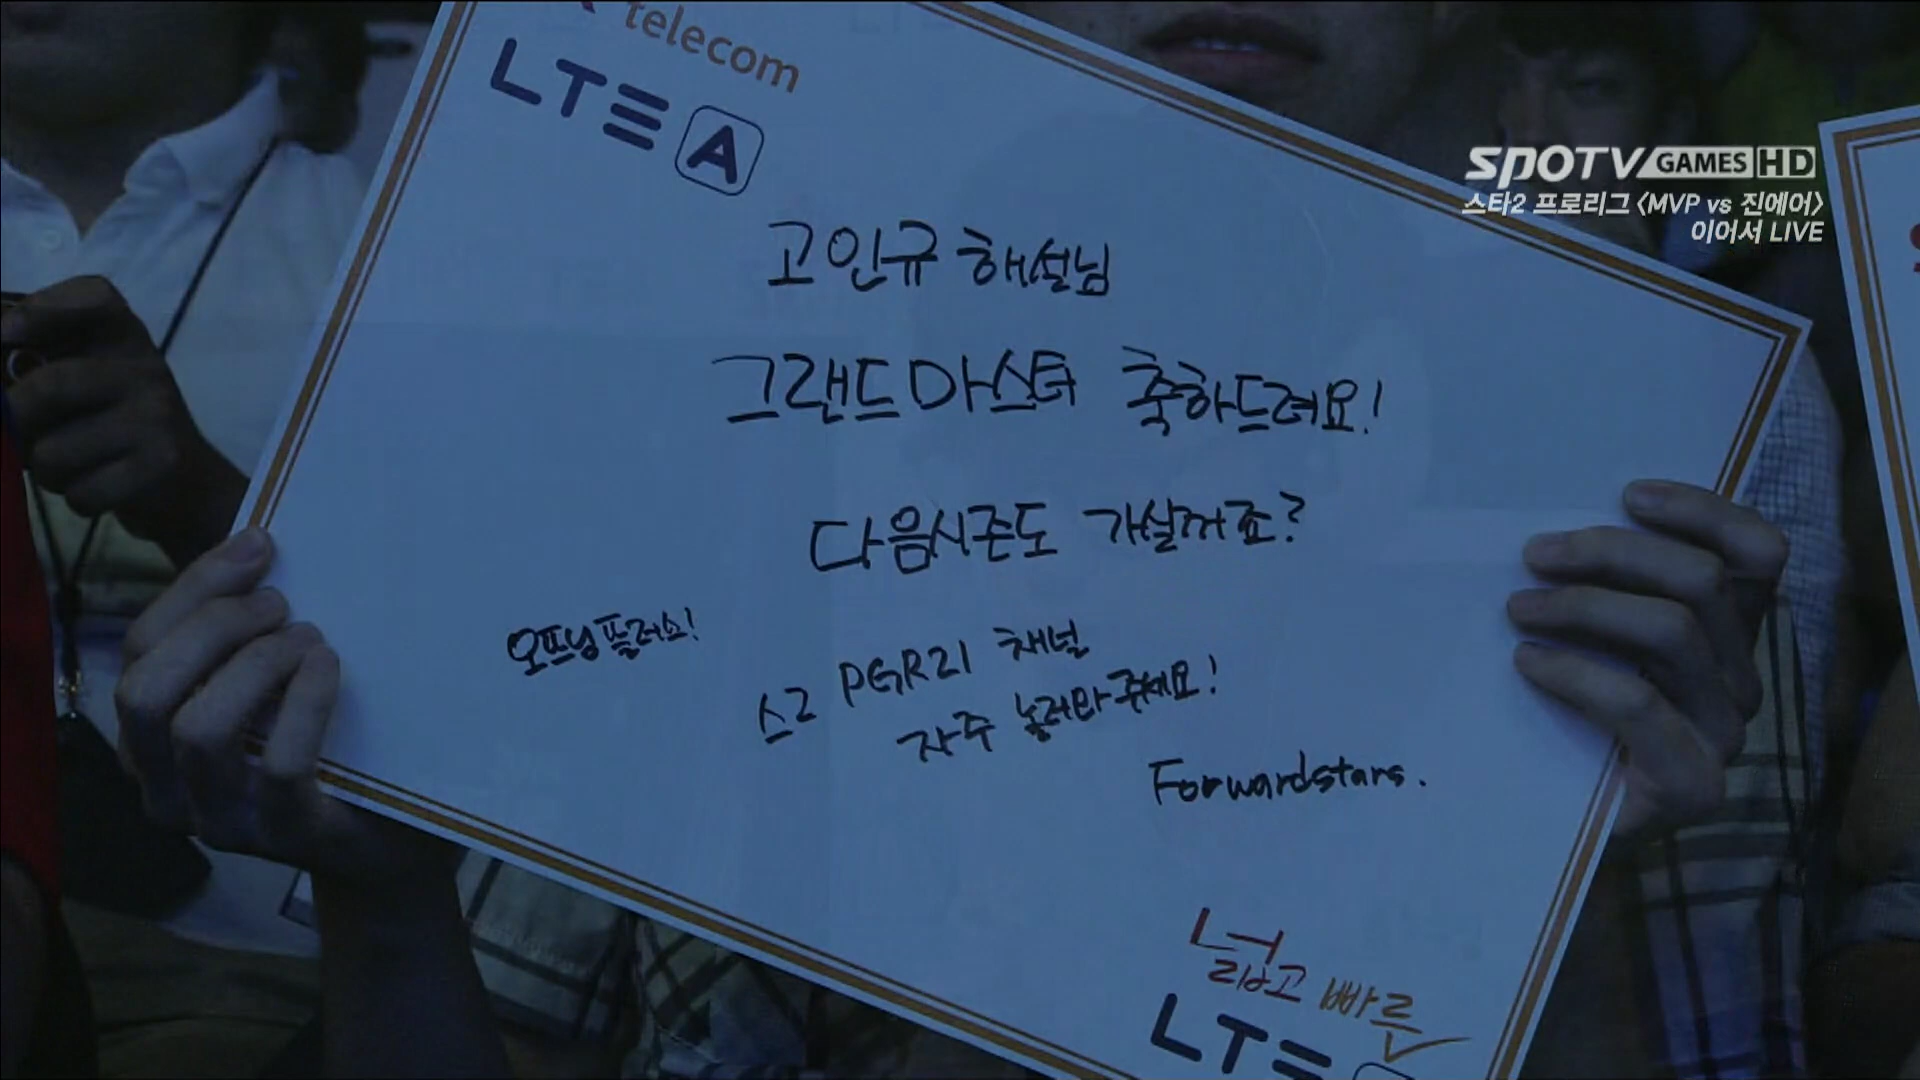 telecom
LTE A
SPOTV GAMES HD
스타2 프로리그 〈MVP vs 진에어〉
이어서 LIVE
고인규 해설님
그랜드마스터 축하드려요!
다음시즌도 가실꺼죠?
오프닝 플러스!
스2 PGR21 채널
자주 놀러와주세요!
Forwardstars.
넓고 빠른
LTE